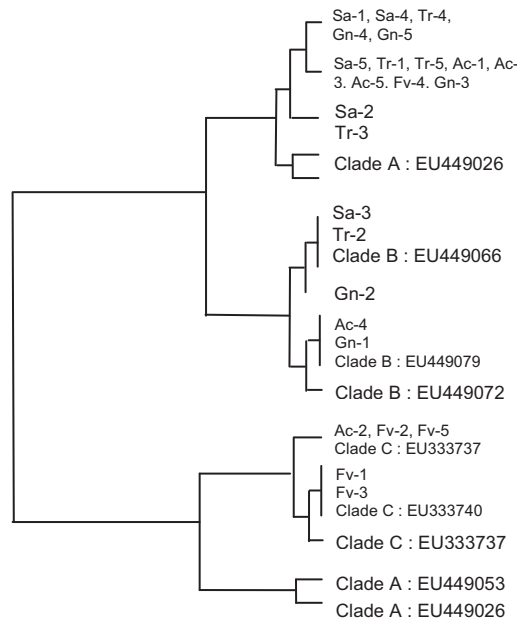 Sa-1, Sa-4, Tr-4,
Gn-4, Gn-5
Sa-5, Tr-1, Tr-5, Ac-1, Ac-
3. Ac-5. Fv-4. Gn-3
Sa-2
Tr-3
Clade A : EU449026
Sa-3
Tr-2
Clade B : EU449066
Gn-2
Ac-4
Gn-1
Clade B : EU449079
Clade B : EU449072
Ac-2, Fv-2, Fv-5
Clade C : EU333737
Fv-1
Fv-3
Clade C : EU333740
Clade C : EU333737
Clade A : EU449053
Clade A : EU449026